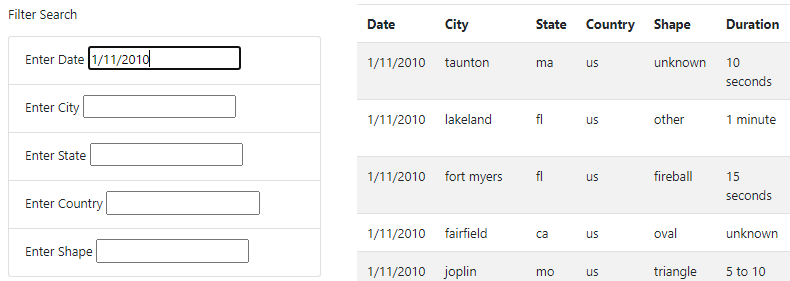 Filter Search
Enter Date 1/11/2010
Enter City
Enter State
Enter Country
Enter Shape
Date City State Country Shape Duration
1/11/2010 taunton ma us unknown 10
seconds
1/11/2010 lakeland fl us other 1 minute
1/11/2010 fort myers fl us fireball 15
seconds
1/11/2010 fairfield ca us oval unknown
1/11/2010 joplin mo us triangle 5 to 10